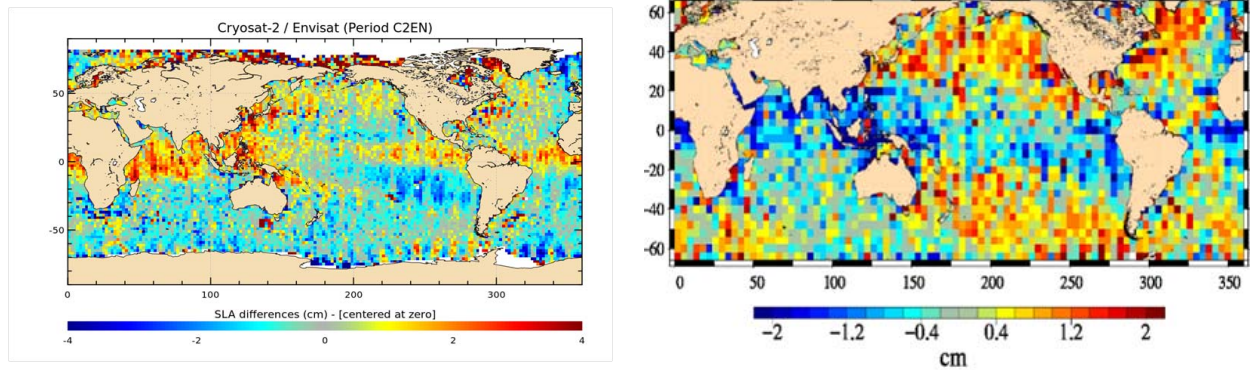 Cryosat-2 / Envisat (Period C2EN)
50
0
-50
0 100 200 300
SLA differences (cm) - [centered at zero]
-4 -2 0 2 4
60
40
20
0
-20
-40
-60
0 50 100 150 200 250 300 350
-2 -1.2 -0.4 0.4 1.2 2
cm